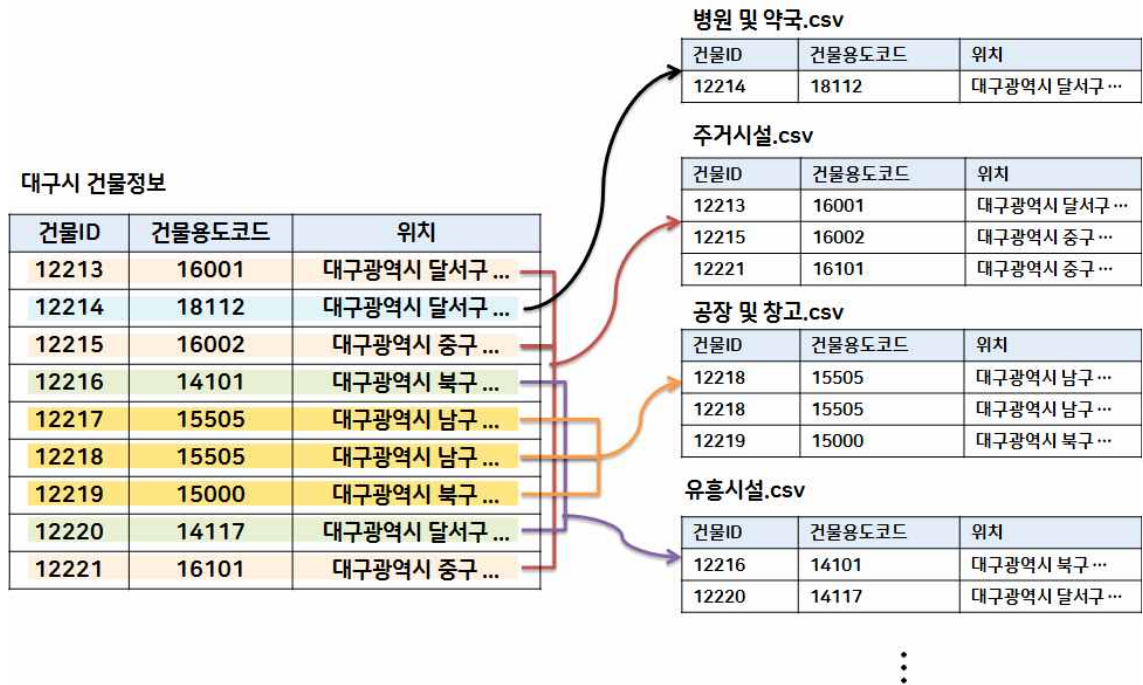 대구시 건물정보
건물ID 건물용도코드 위치
12213 16001 대구광역시 달서구 ...
12214 18112 대구광역시 달서구 ...
12215 16002 대구광역시 중구 ...
12216 14101 대구광역시 북구 ...
12217 15505 대구광역시 남구 ...
12218 15505 대구광역시 남구 ...
12219 15000 대구광역시 북구 ...
12220 14117 대구광역시 달서구 ...
12221 16101 대구광역시 중구 ...
병원 및 약국.csv
건물ID 건물용도코드 위치
12214 18112 대구광역시 달서구 ...
주거시설.csv
건물ID 건물용도코드 위치
12213 16001 대구광역시 달서구 ...
12215 16002 대구광역시 중구 ...
12221 16101 대구광역시 중구 ...
공장 및 창고.csv
건물ID 건물용도코드 위치
12218 15505 대구광역시 남구 ...
12218 15505 대구광역시 남구 ...
12219 15000 대구광역시 북구 ...
유흥시설.csv
건물ID 건물용도코드 위치
12216 14101 대구광역시 북구 ...
12220 14117 대구광역시 달서구 ...
⋮